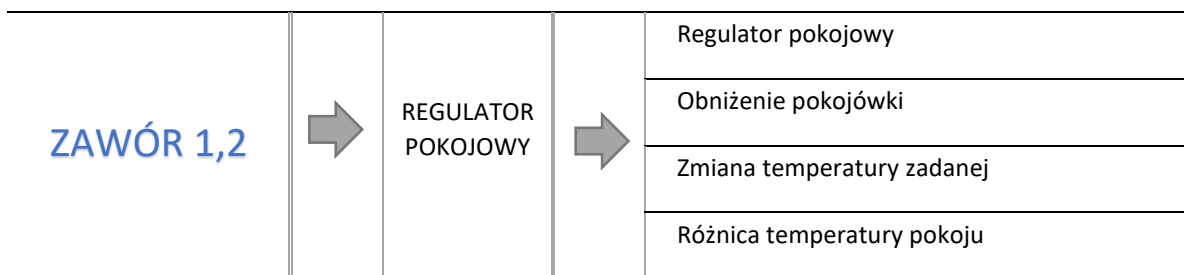 ZAWÓR 1,2
REGULATOR
POKOJOWY
Regulator pokojowy
Obniżenie pokojówki
Zmiana temperatury zadanej
Różnica temperatury pokoju